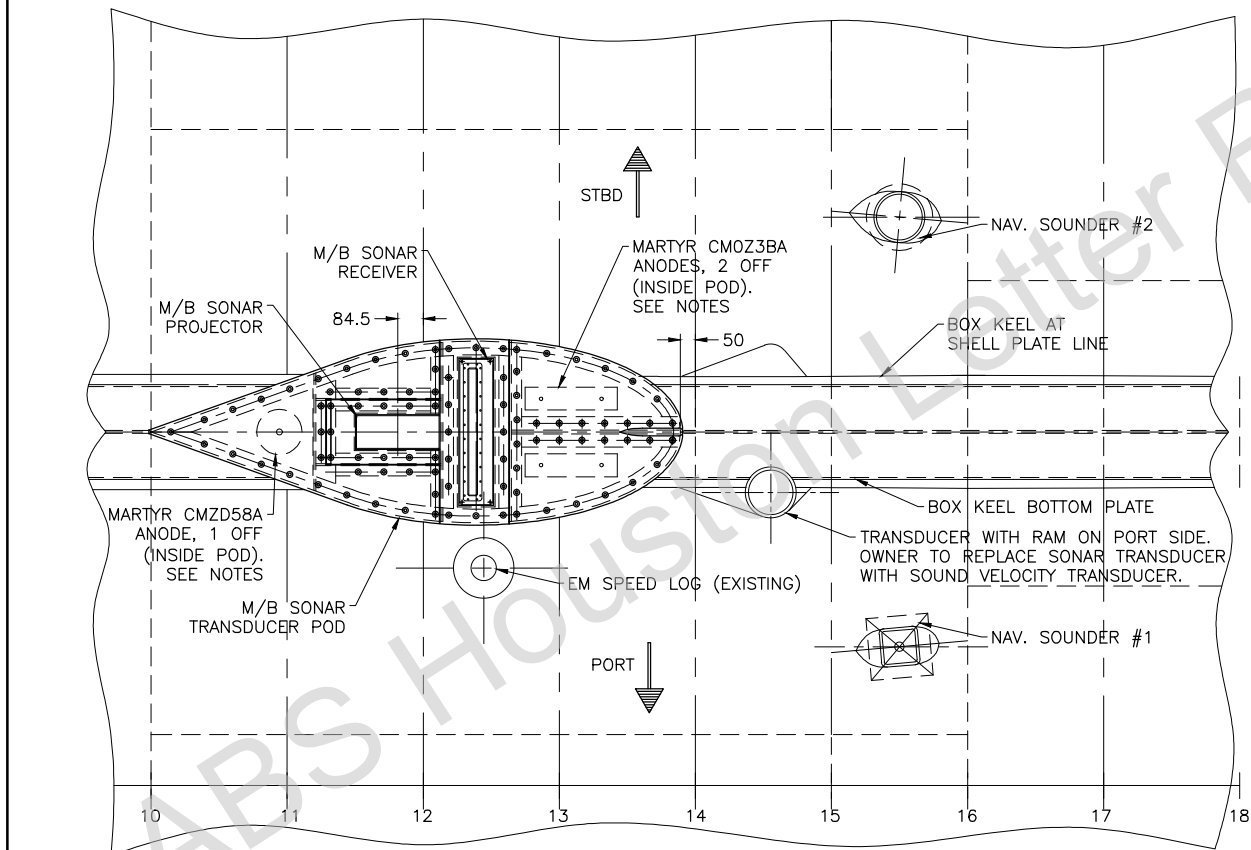 STBD
NAV. SOUNDER #2
M/B SONAR
RECEIVER
MARTYR CM0Z3BA
ANODES, 2 OFF
(INSIDE POD).
SEE NOTES
M/B SONAR
PROJECTOR
84.5
50
BOX KEEL AT
SHELL PLATE LINE
MARTYR CMZD58A
ANODE, 1 OFF
(INSIDE POD).
SEE NOTES
BOX KEEL BOTTOM PLATE
TRANSDUCER WITH RAM ON PORT SIDE.
OWNER TO REPLACE SONAR TRANSDUCER
WITH SOUND VELOCITY TRANSDUCER.
EM SPEED LOG (EXISTING)
M/B SONAR
TRANSDUCER POD
NAV. SOUNDER #1
PORT
10 11 12 13 14 15 16 17 18
ABS Houston Letter